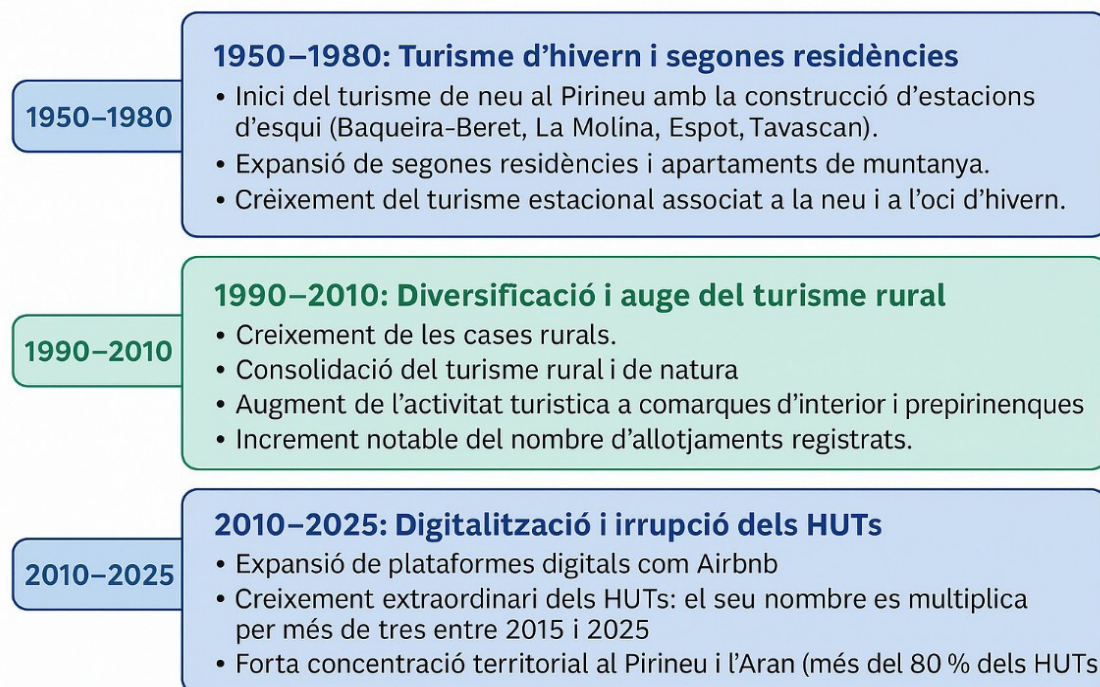 1950–1980
1950–1980: Turisme d’hivern i segones residències
• Inici del turisme de neu al Pirineu amb la construcció d’estacions
d’esqui (Baqueira-Beret, La Molína, Espot, Tavascan).
• Expansió de segones residències i apartaments de muntanya.
• Crèixement del turisme estacional associat a la neu i a l’oci d’hivern.
1990–2010
1990–2010: Diversificació i auge del turisme rural
• Creixement de les cases rurals.
• Consolidació del turisme rural i de natura
• Augment de l’activitat turistica a comarques d’interior i prepirinenques
• Increment notable del nombre d’allotjaments registrats.
2010–2025
2010–2025: Digitalització i irrupció dels HUTs
• Expansió de plataformes digitals com Airbnb
• Creixement extraordinari dels HUTs: el seu nombre es multiplica
per més de tres entre 2015 i 2025
• Forta concentració territorial al Pirineu i l’Aran (més del 80 % dels HUTs